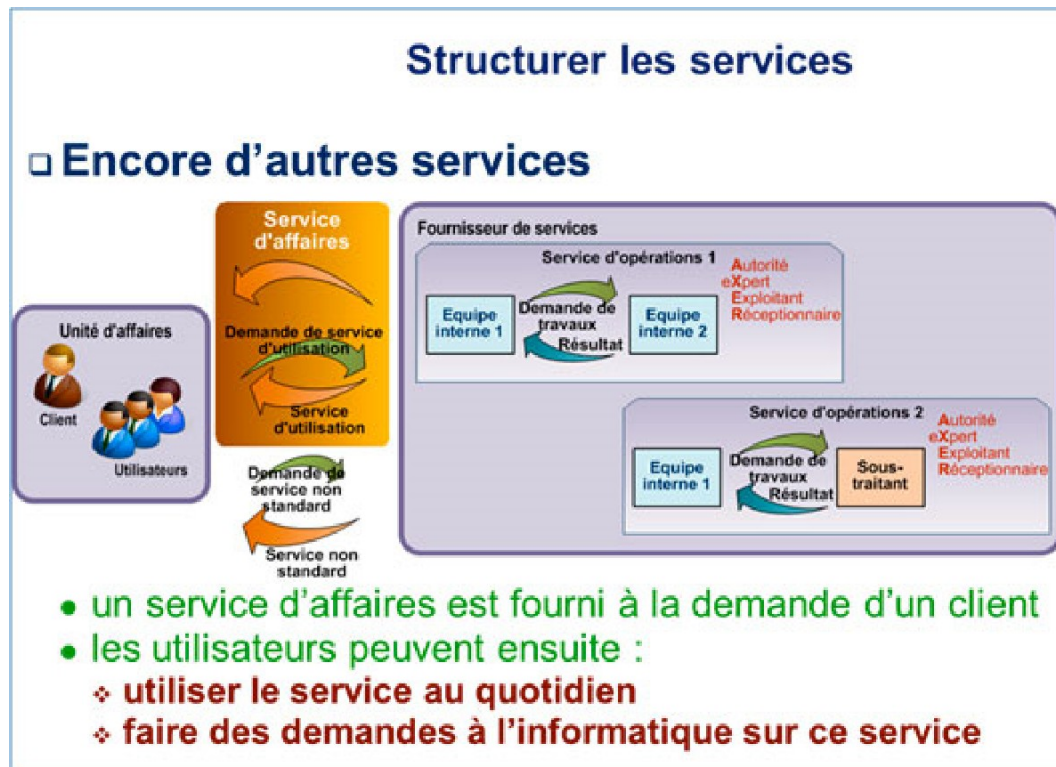 Structurer les services
Encore d'autres services
Unité d'affaires
Client
Utilisateurs
Service
d'affaires
Demande de service
d'utilisation
Service
d'utilisation
Demande de
service non
standard
Service non
standard
Fournisseur de services
Service d'opérations 1
Equipe
interne 1
Demande de
travaux
Résultat
Equipe
interne 2
Autorité
eXpert
Exploitant
Réceptionnaire
Service d'opérations 2
Equipe
interne 1
Demande de
travaux
Résultat
Sous-
traitant
Autorité
eXpert
Exploitant
Réceptionnaire
un service d'affaires est fourni à la demande d'un client
les utilisateurs peuvent ensuite :
utiliser le service au quotidien
faire des demandes à l'informatique sur ce service